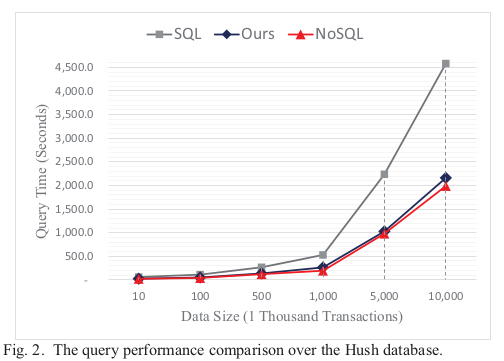 SQL Ours NoSQL
4,500.0
4,000.0
3,500.0
3,000.0
2,500.0
2,000.0
1,500.0
1,000.0
500.0
-
Query Time (Seconds)
10 100 500 1,000 5,000 10,000
Data Size (1 Thousand Transactions)
Fig. 2. The query performance comparison over the Hush database.